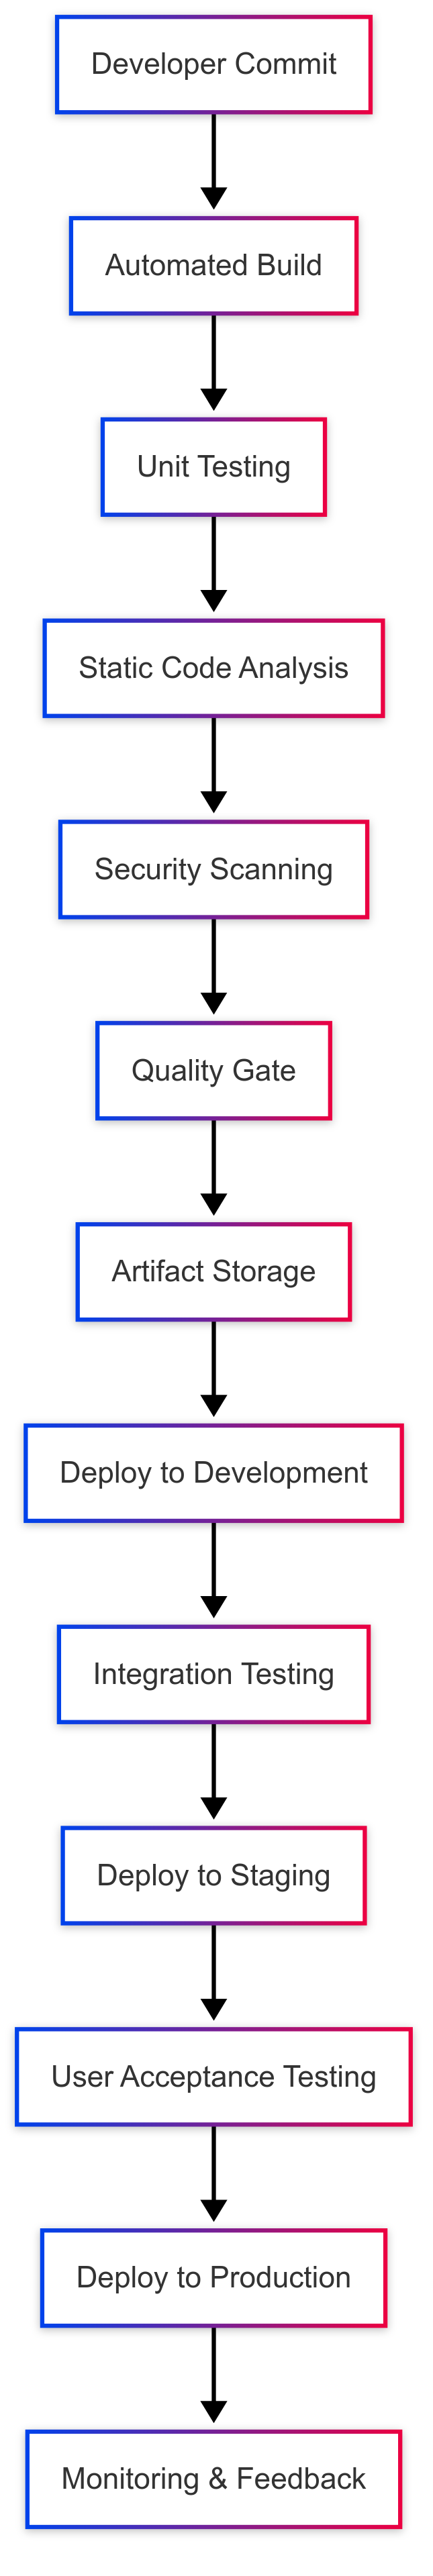 Developer Commit
Automated Build
Unit Testing
Static Code Analysis
Security Scanning
Quality Gate
Artifact Storage
Deploy to Development
Integration Testing
Deploy to Staging
User Acceptance Testing
Deploy to Production
Monitoring & Feedback